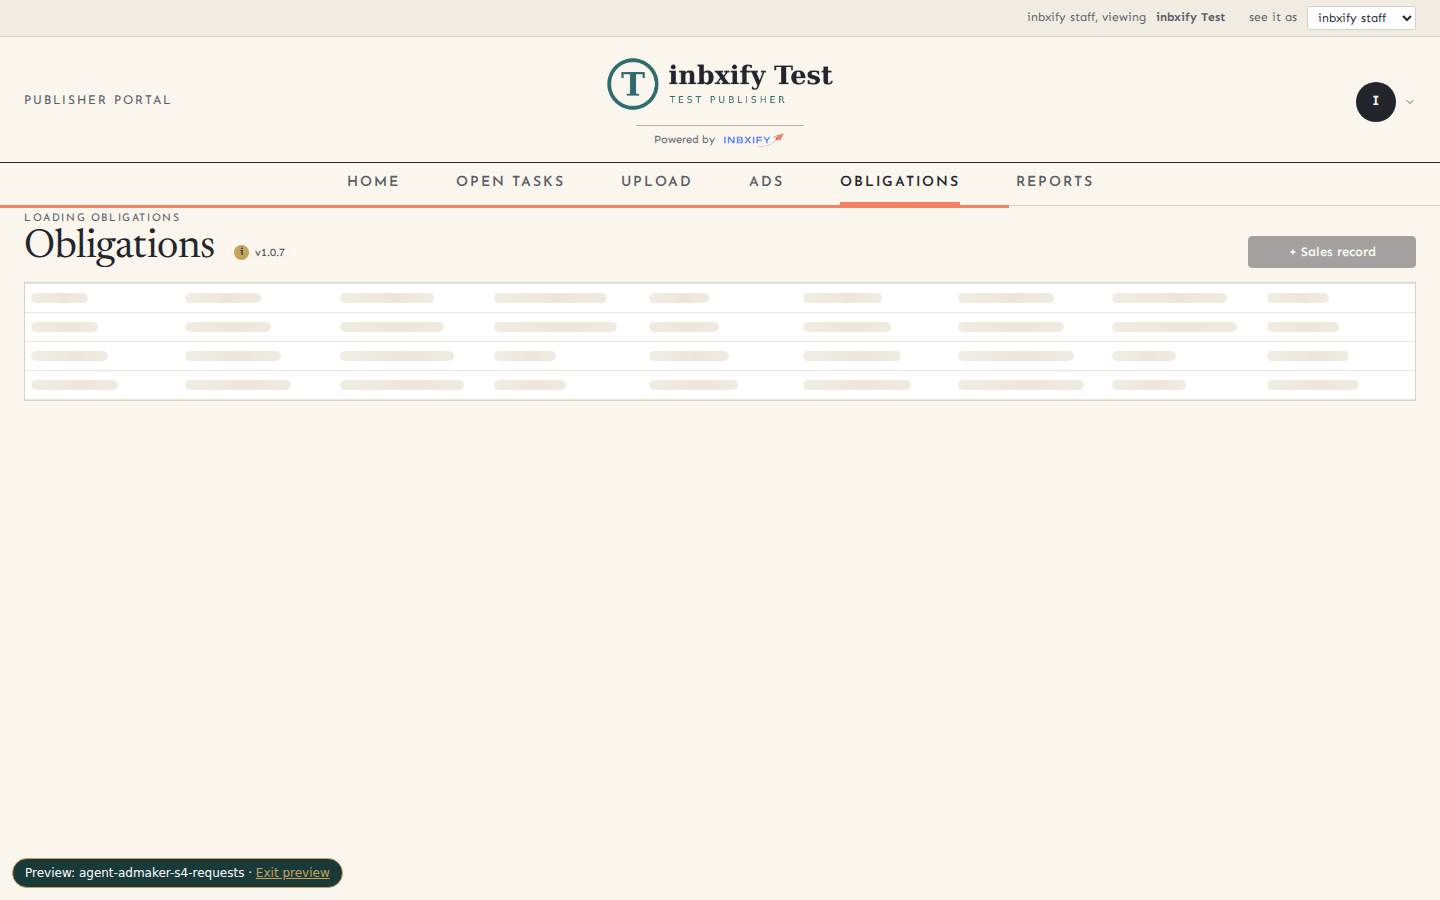 inbxify staff, viewing inbxify Test see it as inbxify staff
PUBLISHER PORTAL
T
inbxify Test
TEST PUBLISHER
Powered by INBXIFY
I
HOME OPEN TASKS UPLOAD ADS OBLIGATIONS REPORTS
LOADING OBLIGATIONS
Obligations
i v1.0.7
+ Sales record
Preview: agent-admaker-s4-requests · Exit preview